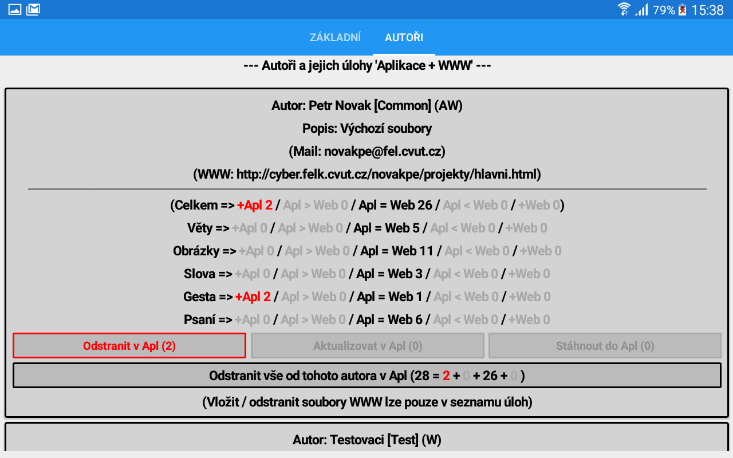 79% 15:38
ZÁKLADNÍ AUTOŘI
--- Autoři a jejich úlohy 'Aplikace + WWW' ---
Autor: Petr Novak [Common] (AW)
Popis: Výchozí soubory
(Mail: novakpe@fel.cvut.cz)
(WWW: http://cyber.felk.cvut.cz/novakpe/projekty/hlavni.html)
(Celkem => +Apl 2 / Apl > Web 0 / Apl = Web 26 / Apl < Web 0 / +Web 0)
Věty => +Apl 0 / Apl > Web 0 / Apl = Web 5 / Apl < Web 0 / +Web 0
Obrázky => +Apl 0 / Apl > Web 0 / Apl = Web 11 / Apl < Web 0 / +Web 0
Slova => +Apl 0 / Apl > Web 0 / Apl = Web 3 / Apl < Web 0 / +Web 0
Gesta => +Apl 2 / Apl > Web 0 / Apl = Web 1 / Apl < Web 0 / +Web 0
Psaní => +Apl 0 / Apl > Web 0 / Apl = Web 6 / Apl < Web 0 / +Web 0
Odstranit v Apl (2) Aktualizovat v Apl (0) Stáhnout do Apl (0)
Odstranit vše od tohoto autora v Apl (28 = 2 + 0 + 26 + 0 )
(Vložit / odstranit soubory WWW lze pouze v seznamu úloh)
Autor: Testovaci [Test] (W)